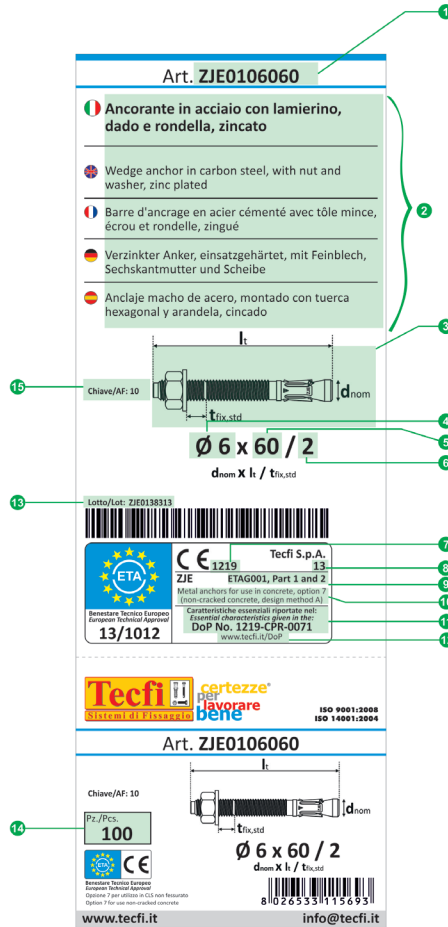 1
Art. ZJE0106060
Ancorante in acciaio con lamierino,
dado e rondella, zincato
Wedge anchor in carbon steel, with nut and
washer, zinc plated
2
Barre d'ancrage en acier cémenté avec tôle mince,
écrou et rondelle, zingué
Verzinkter Anker, einsatzgehärtet, mit Feinblech,
Sechskantmutter und Scheibe
Anclaje macho de acero, montado con tuerca
hexagonal y arandela, cincado
3
lt
15
Chiave/AF: 10
dnom
tfix,std
4
Ø 6 x 60 / 2
5
6
dnom x lt / tfix,std
13
Lotto/Lot: ZJE0138313
7
ETA
CE
Tecfi S.p.A.
1219
13
8
ZJE
ETAG001, Part 1 and 2
9
Metal anchors for use in concrete, option 7
(non-cracked concrete, design method A)
10
Benestare Tecnico Europeo
European Technical Approval
13/1012
Caratteristiche essenziali riportate nel:
Essential characteristics given in the:
DoP No. 1219-CPR-0071
www.tecfi.it/DoP
Tecfi
Sistemi di Fissaggio
certezze
per
lavorare
bene
ISO 9001:2008
ISO 14001:2004
Art. ZJE0106060
lt
Chiave/AF: 10
dnom
tfix,std
14
Pz./Pcs.
100
Ø 6 x 60 / 2
dnom x lt / tfix,std
ETA
CE
Benestare Tecnico Europeo
European Technical Approval
Opzione 7 per utilizzo in CLS non fessurato
Option 7 for use non-cracked concrete
8 026533 115693
www.tecfi.it
info@tecfi.it